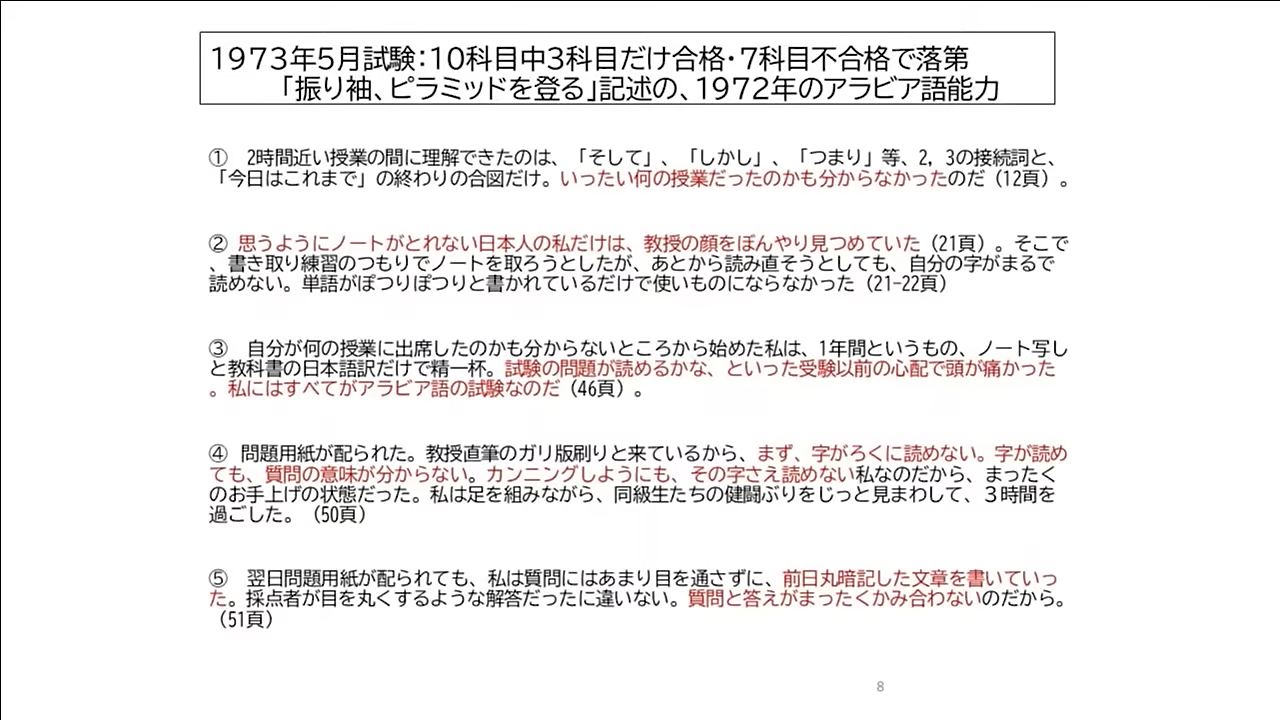 1973年5月試験:10科目中3科目だけ合格・7科目不合格で落第
「振り袖、ピラミッドを登る」記述の、1972年のアラビア語能力
① 2時間近い授業の間に理解できたのは、「そして」、「しかし」、「つまり」等、2, 3の接続詞と、
「今日はこれまで」の終わりの合図だけ。いったい何の授業だったのかも分からなかったのだ(12頁)。
② 思うようにノートがとれない日本人の私だけは、教授の顔をぼんやり見つめていた(21頁)。そこで
、書き取り練習のつもりでノートを取ろうとしたが、あとから読み直そうとしても、自分の字がまるで
読めない。単語がぽつりぽつりと書かれているだけで使いものにならなかった(21-22頁)
③ 自分が何の授業に出席したのかも分からないところから始めた私は、1年間というもの、ノート写し
と教科書の日本語訳だけで精一杯。試験の問題が読めるかな、といった受験以前の心配で頭が痛かった
。私にはすべてがアラビア語の試験なのだ(46頁)。
④ 問題用紙が配られた。教授直筆のガリ版刷りと来ているから、まず、字がろくに読めない。字が読め
ても、質問の意味が分からない。カンニングしようにも、その字さえ読めない私なのだから、まったく
のお手上げの状態だった。私は足を組みながら、同級生たちの健闘ぶりをじっと見まわして、3時間を
過ごした。(50頁)
⑤ 翌日問題用紙が配られても、私は質問にはあまり目を通さずに、前日丸暗記した文章を書いていっ
た。採点者が目を丸くするような解答だったに違いない。質問と答えがまったくかみ合わないのだから。
(51頁)
8